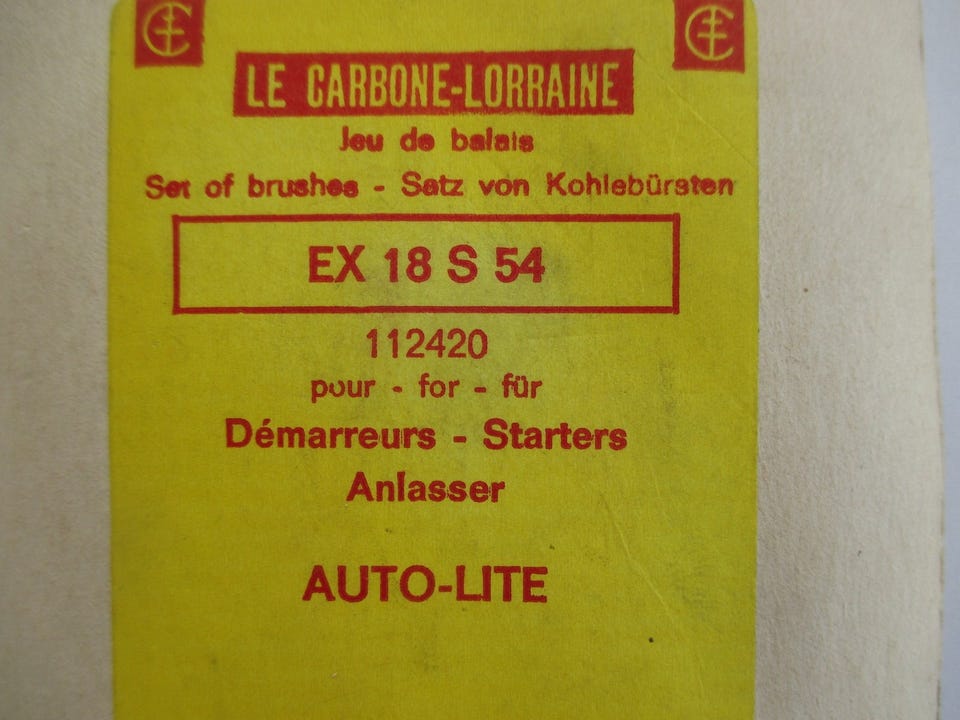 LE CARBONE-LORRAINE
Jeu de balais
Set of brushes - Satz von Kohlebürsten
EX 18 S 54
112420
pour - for - für
Démarreurs - Starters
Anlasser
AUTO-LITE